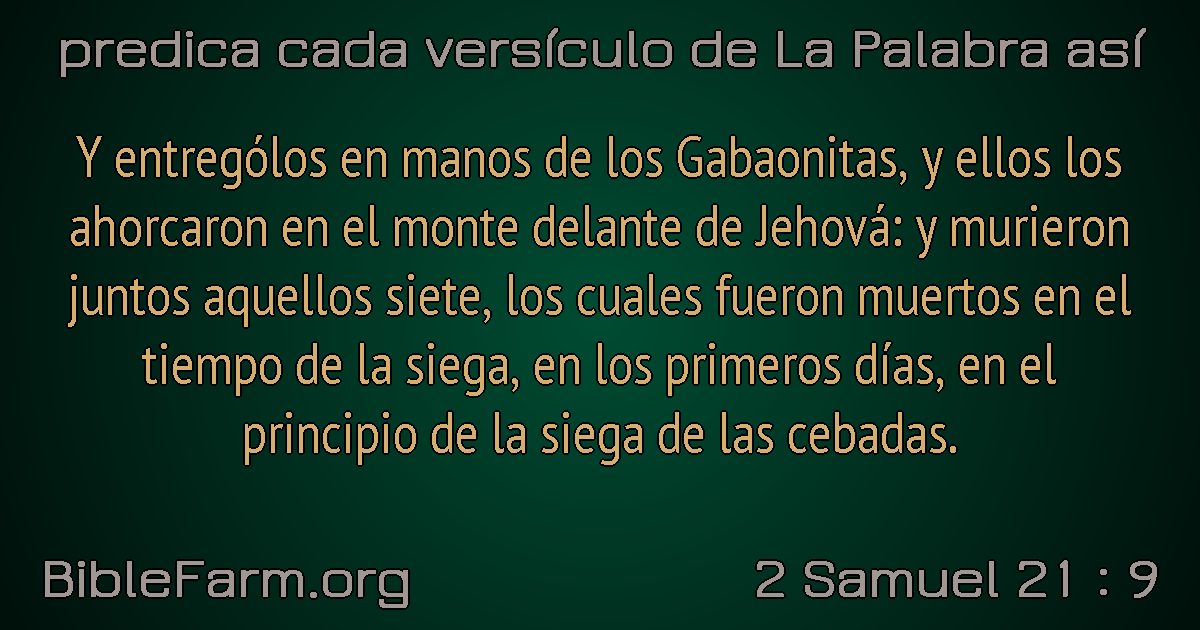 predica cada versículo de La Palabra así
Y entrególos en manos de los Gabaonitas, y ellos los
ahorcaron en el monte delante de Jehová: y murieron
juntos aquellos siete, los cuales fueron muertos en el
tiempo de la siega, en los primeros días, en el
principio de la siega de las cebadas.
BibleFarm.org
2 Samuel 21 : 9